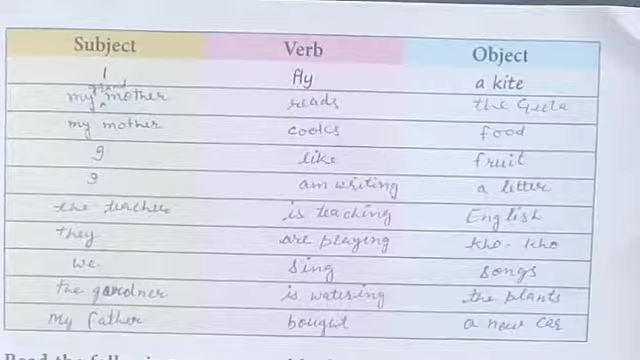 Subject Verb Object
I fly a kite
my grand mother reads the Geeta
my mother cooks food
I like fruit
I am writing a litter
the teacher is teaching English
they are playing kho-kho
we sing songs
the gardner is watering the plants
my father bought a new car